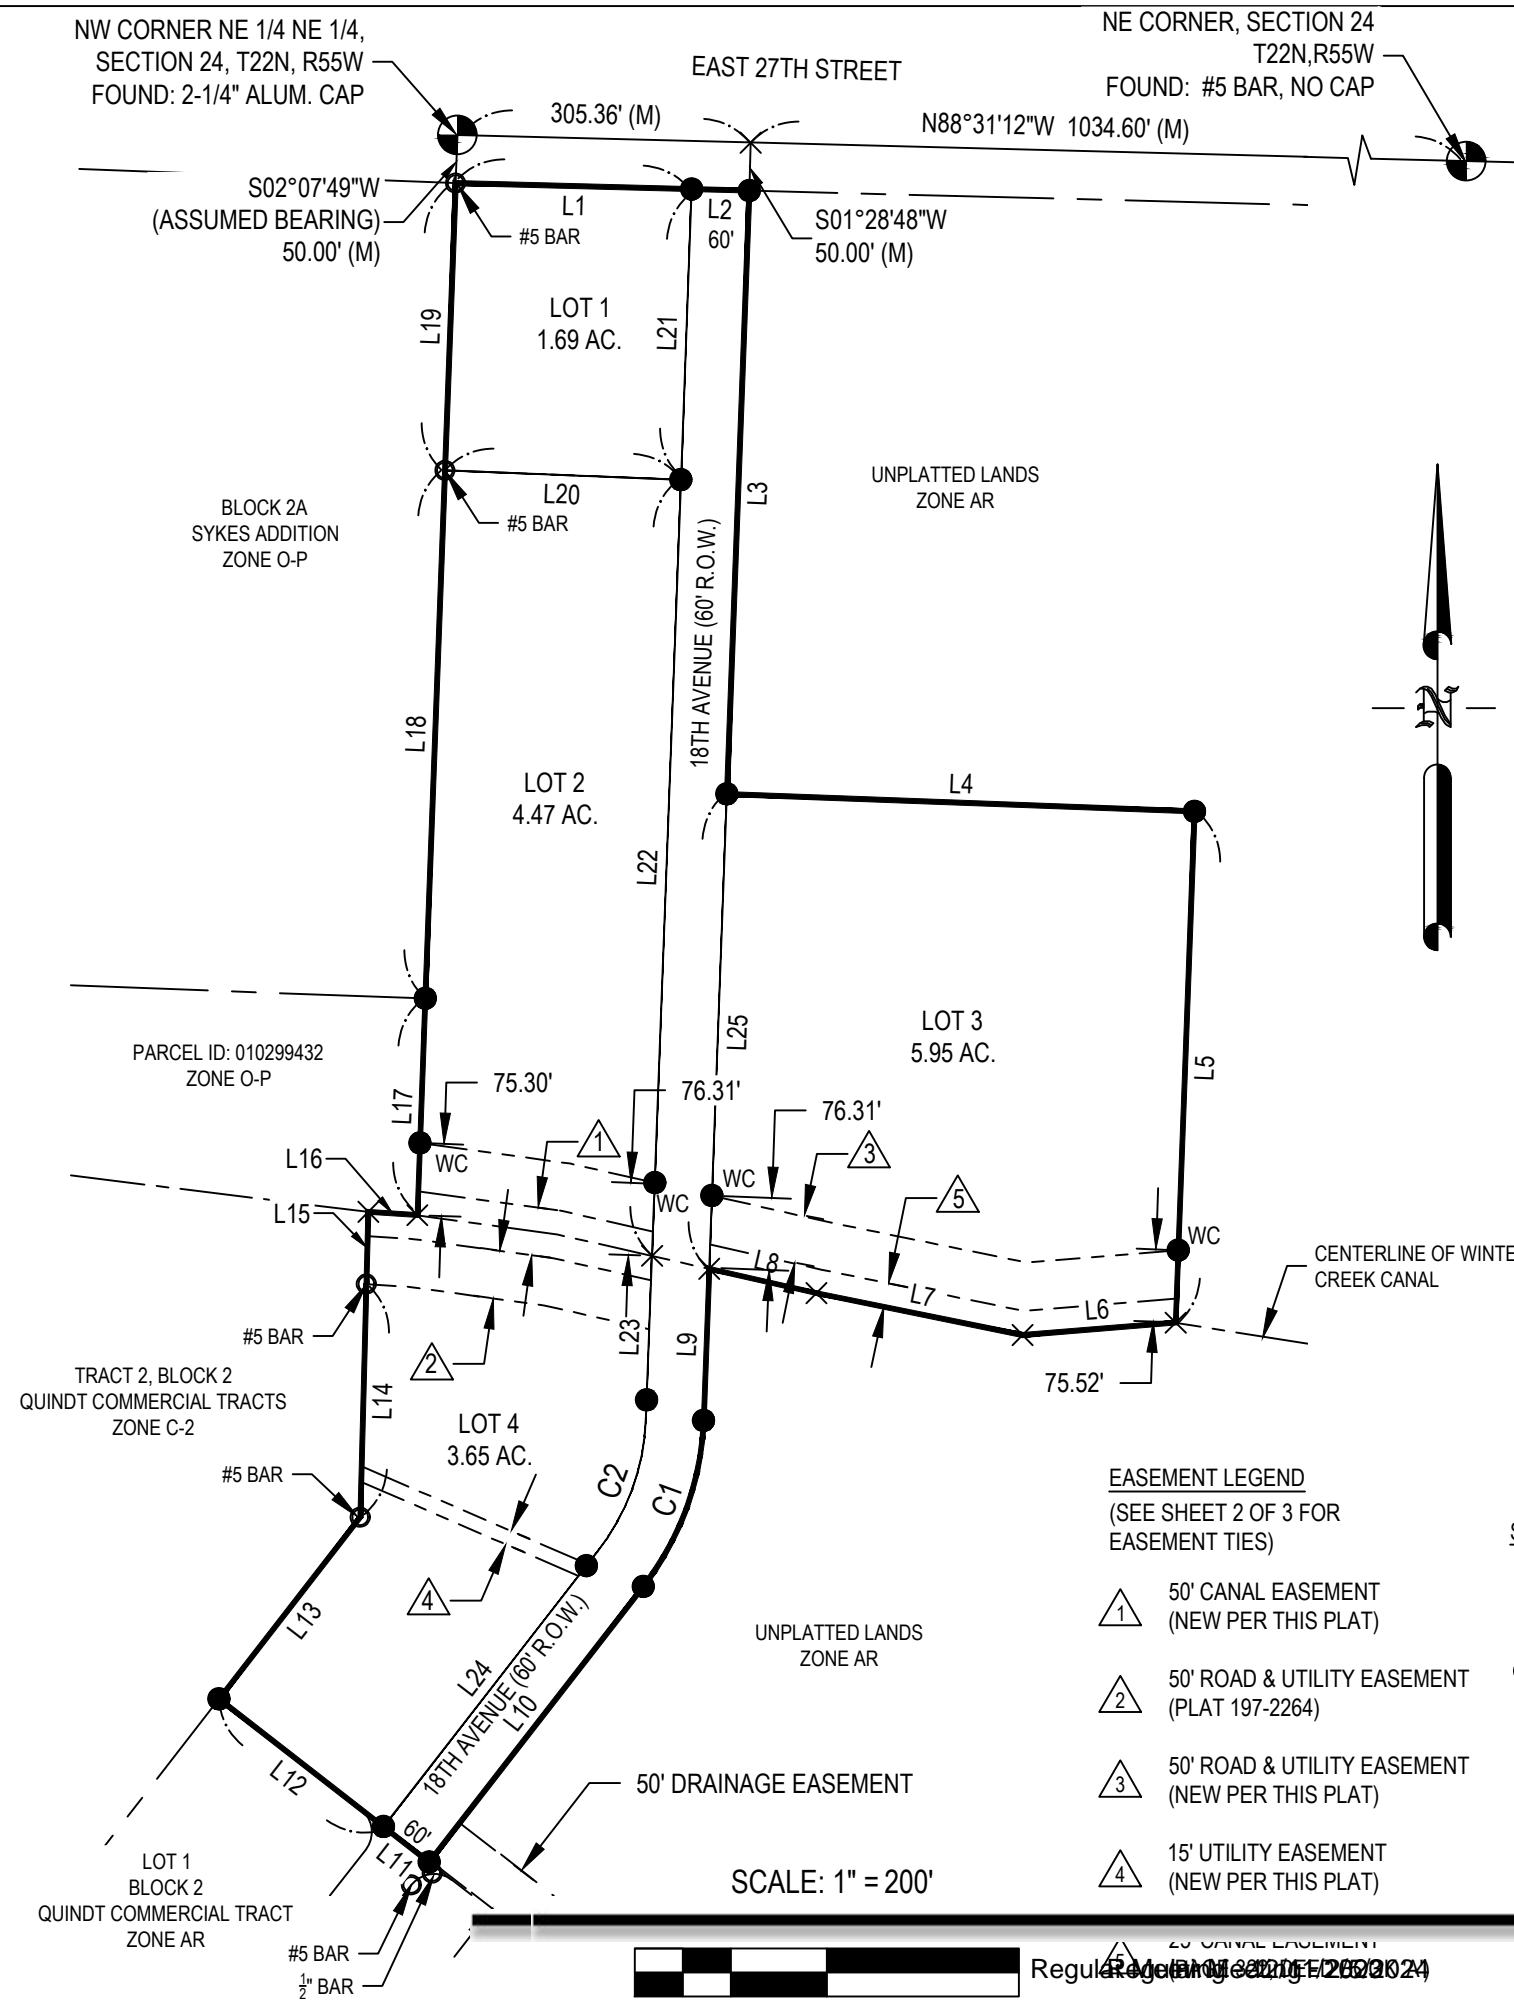 NW CORNER NE 1/4 NE 1/4,
SECTION 24, T22N, R55W
FOUND: 2-1/4" ALUM. CAP
EAST 27TH STREET
NE CORNER, SECTION 24
T22N,R55W
FOUND: #5 BAR, NO CAP
305.36' (M)
N88°31'12"W 1034.60' (M)
S02°07'49"W
(ASSUMED BEARING)
50.00' (M)
L1
#5 BAR
L2
60'
S01°28'48"W
50.00' (M)
LOT 1
1.69 AC.
L19
L21
L20
#5 BAR
L3
UNPLATTED LANDS
ZONE AR
BLOCK 2A
SYKES ADDITION
ZONE O-P
18TH AVENUE (60' R.O.W.)
N
L18
LOT 2
4.47 AC.
L4
L22
LOT 3
5.95 AC.
L25
L5
PARCEL ID: 010299432
ZONE O-P
L17
75.30'
76.31'
76.31'
1
3
5
WC
WC
WC
WC
L16
L15
L8
L7
L6
CENTERLINE OF WINTE
CREEK CANAL
#5 BAR
2
L23
L9
75.52'
TRACT 2, BLOCK 2
QUINDT COMMERCIAL TRACTS
ZONE C-2
L14
LOT 4
3.65 AC.
#5 BAR
C2
C1
4
EASEMENT LEGEND
(SEE SHEET 2 OF 3 FOR
EASEMENT TIES)
1
50' CANAL EASEMENT
(NEW PER THIS PLAT)
2
50' ROAD & UTILITY EASEMENT
(PLAT 197-2264)
3
50' ROAD & UTILITY EASEMENT
(NEW PER THIS PLAT)
4
15' UTILITY EASEMENT
(NEW PER THIS PLAT)
L13
L24
18TH AVENUE (60' R.O.W.)
L10
UNPLATTED LANDS
ZONE AR
L12
60'
L11
50' DRAINAGE EASEMENT
LOT 1
BLOCK 2
QUINDT COMMERCIAL TRACT
ZONE AR
#5 BAR
½" BAR
SCALE: 1" = 200'
5
25' CANAL EASEMENT